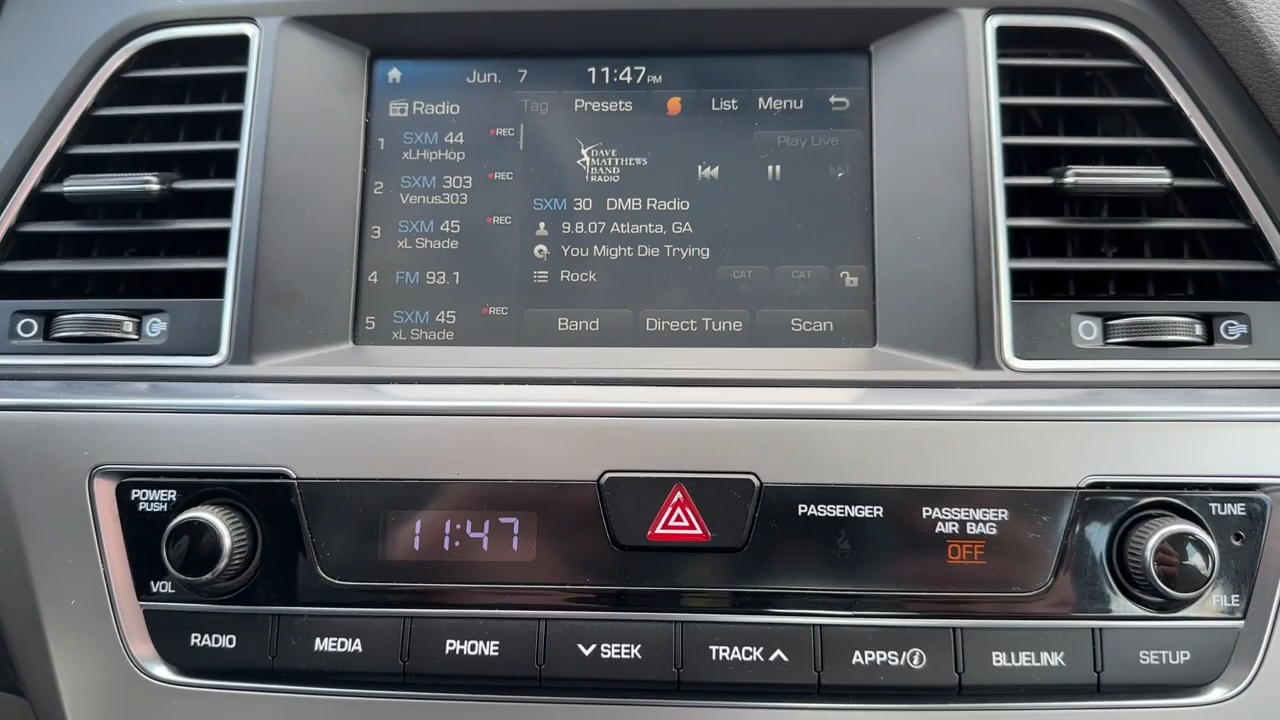 Jun. 7 11:47PM
Radio Tag Presets List Menu
1 SXM 44 REC
xLHipHop
2 SXM 303 REC
Venus303
3 SXM 45 REC
xL Shade
4 FM 93.1
5 SXM 45 REC
xL Shade
Play Live
DAVE
MATTHEWS
BAND
RADIO
SXM 30 DMB Radio
9.8.07 Atlanta, GA
You Might Die Trying
Rock CAT CAT
Band Direct Tune Scan
POWER
PUSH
VOL
11:47
PASSENGER
PASSENGER
AIR BAG
OFF
TUNE
FILE
RADIO MEDIA PHONE SEEK TRACK APPS/i BLUELINK SETUP